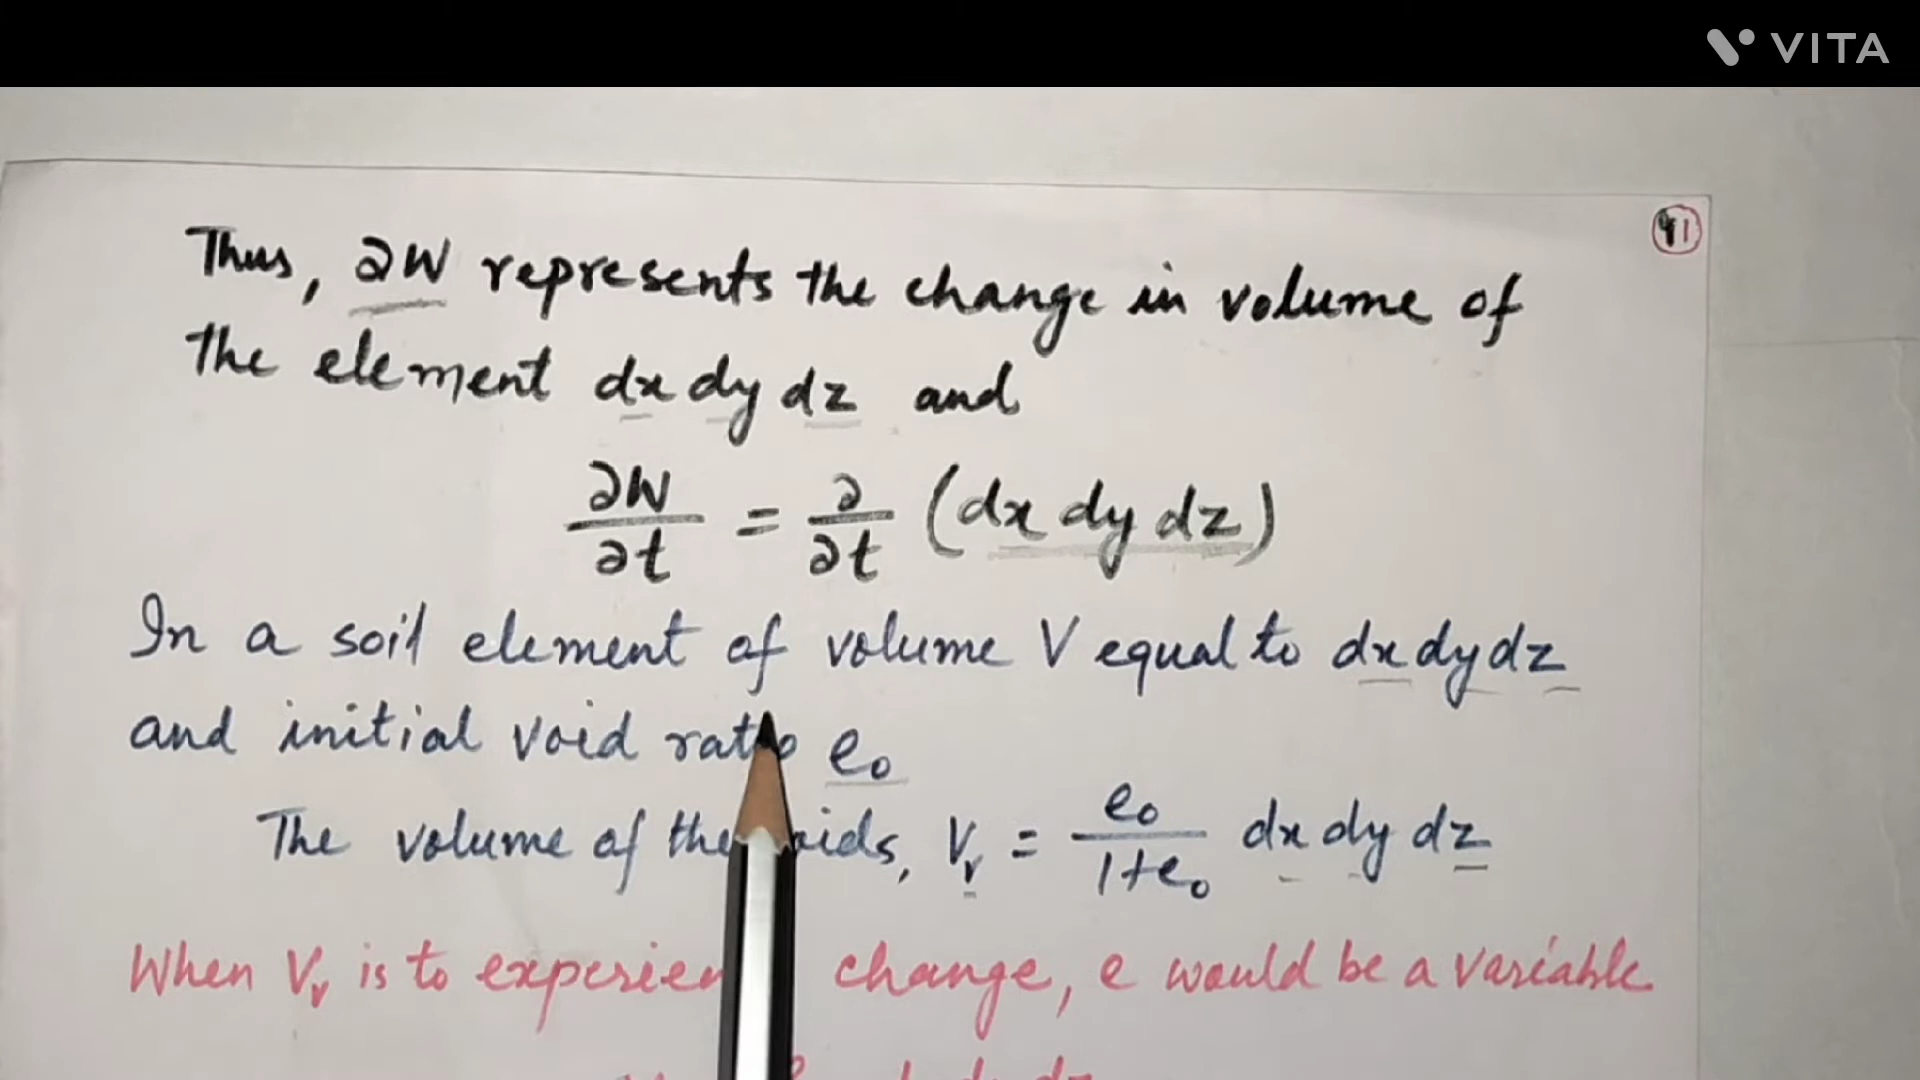 VITA
Thus, ∂W represents the change in volume of
the element dx dy dz and
∂W/∂t = ∂/∂t (dx dy dz)
In a soil element of volume V equal to dx dy dz
and initial void ratio e₀
The volume of the voids, Vᵥ = e₀/1+e₀ dx dy dz
When Vᵥ is to change, e would be a variable